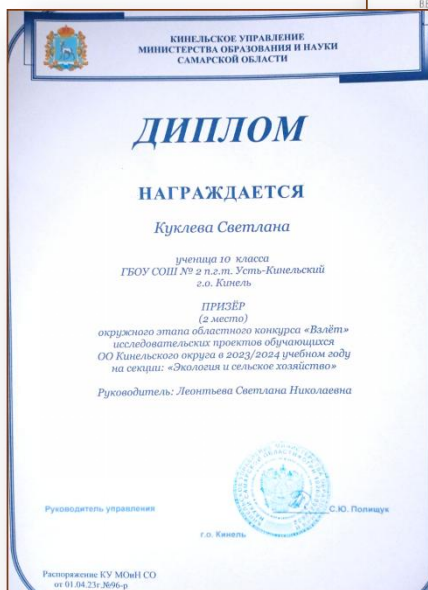 КИНЕЛЬСКОЕ УПРАВЛЕНИЕ
МИНИСТЕРСТВА ОБРАЗОВАНИЯ И НАУКИ
САМАРСКОЙ ОБЛАСТИ
ДИПЛОМ
НАГРАЖДАЕТСЯ
Куклева Светлана
ученица 10 класса
ГБОУ СОШ № 2 п.г.т. Усть-Кинельский
г.о. Кинель
ПРИЗЁР
(2 место)
окружного этапа областного конкурса «Взлёт»
исследовательских проектов обучающихся
ОО Кинельского округа в 2023/2024 учебном году
на секции: «Экология и сельское хозяйство»
Руководитель: Леонтьева Светлана Николаевна
Руководитель управления
С.Ю. Полищук
г.о. Кинель
Распоряжение КУ МОиН СО
от 01.04.23г №96-р